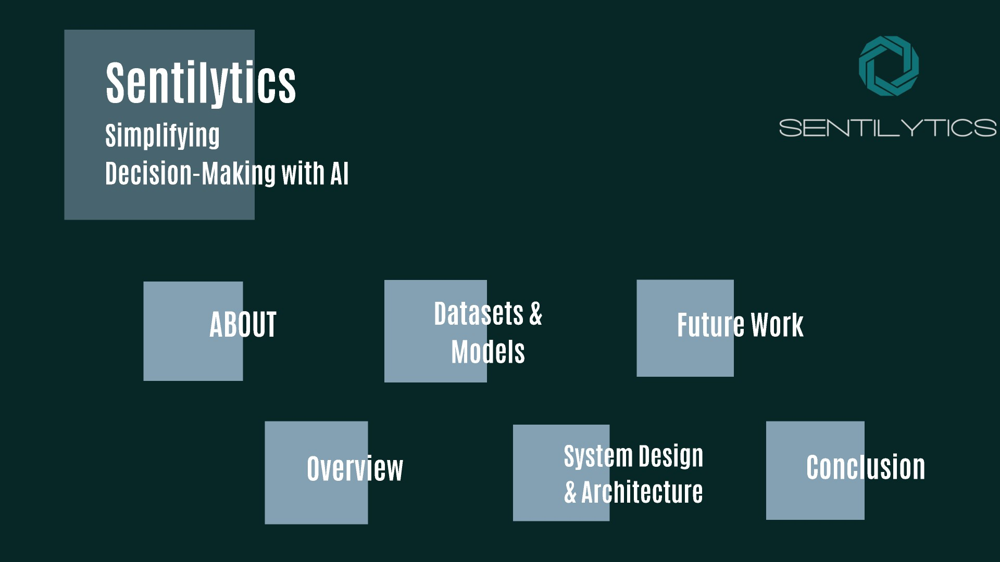 Sentilytics
Simplifying
Decision-Making with AI
SENTILYTICS
ABOUT
Datasets &
Models
Future Work
Overview
System Design
& Architecture
Conclusion